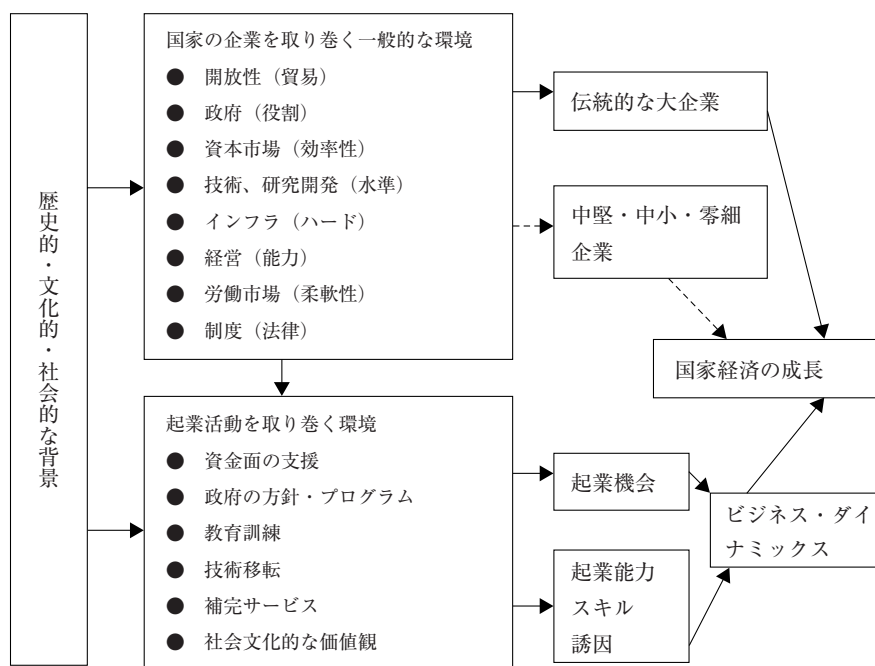 歴史的・文化的・社会的な背景
国家の企業を取り巻く一般的な環境
● 開放性（貿易）
● 政府（役割）
● 資本市場（効率性）
● 技術、研究開発（水準）
● インフラ（ハード）
● 経営（能力）
● 労働市場（柔軟性）
● 制度（法律）
起業活動を取り巻く環境
● 資金面の支援
● 政府の方針・プログラム
● 教育訓練
● 技術移転
● 補完サービス
● 社会文化的な価値観
伝統的な大企業
中堅・中小・零細
企業
国家経済の成長
起業機会
起業能力
スキル
誘因
ビジネス・ダイ
ナミックス